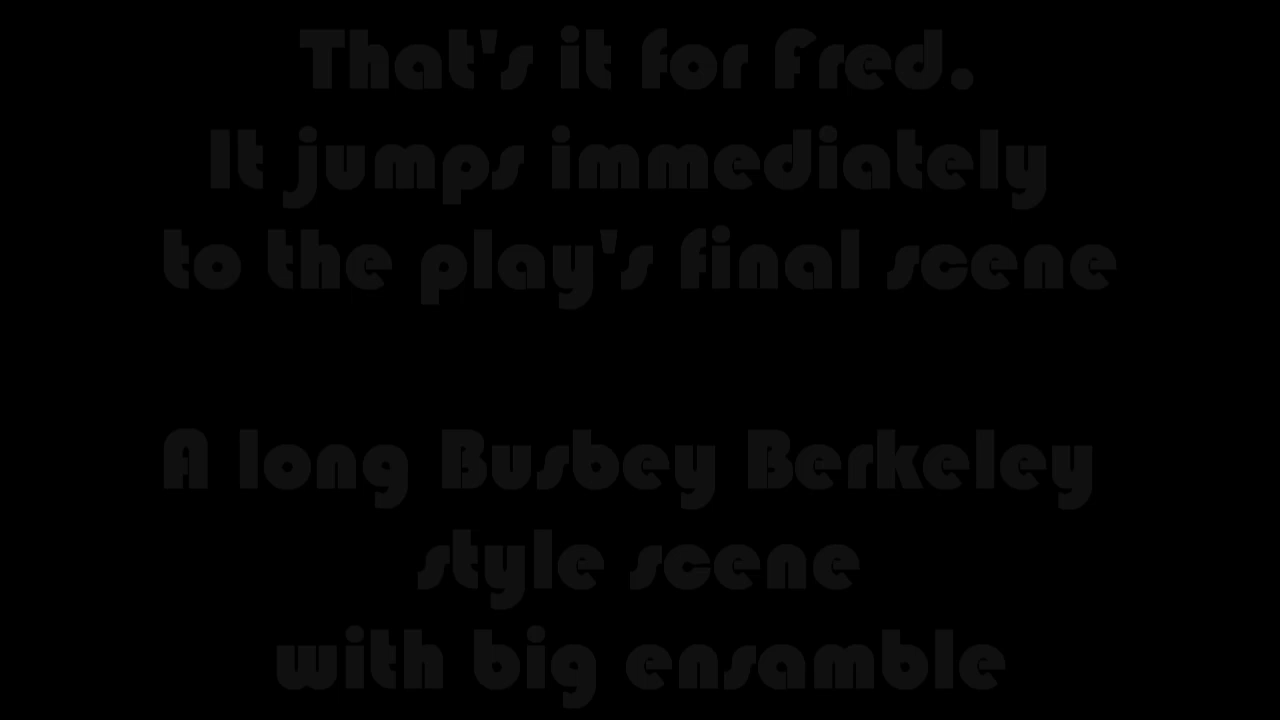 That's it for Fred.
It jumps immediately
to the play's final scene
A long Busbey Berkeley
style scene
with big ensamble